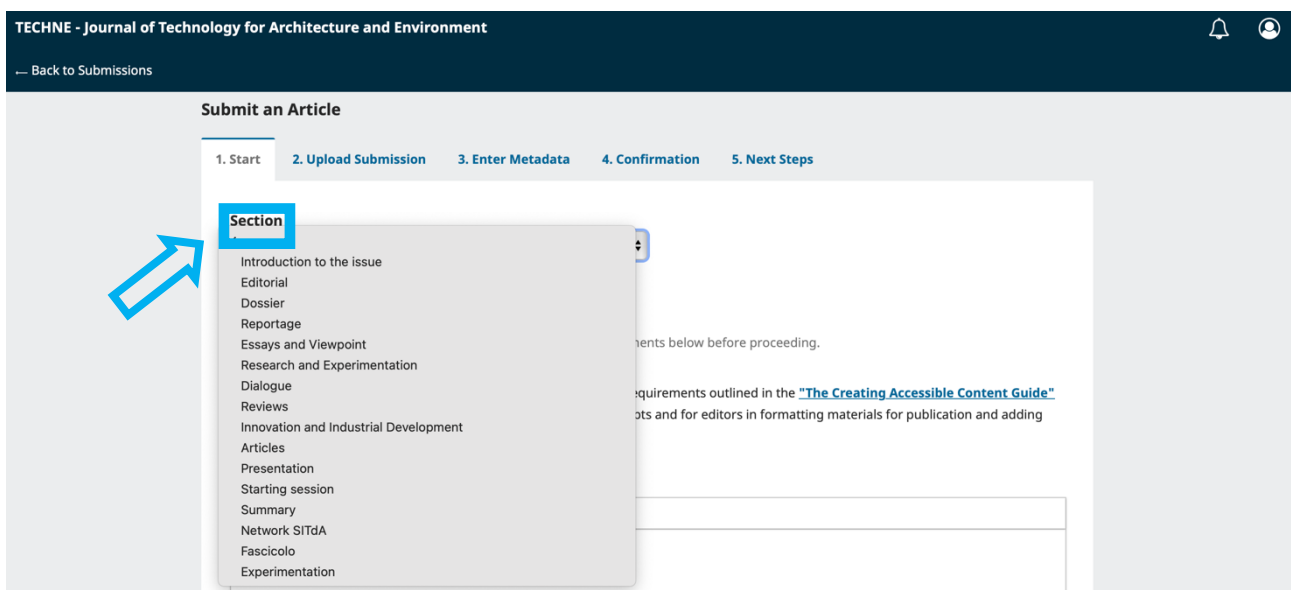 TECHNE - Journal of Technology for Architecture and Environment
← Back to Submissions
Submit an Article
1. Start 2. Upload Submission 3. Enter Metadata 4. Confirmation 5. Next Steps
Section
Introduction to the issue
Editorial
Dossier
Reportage
Essays and Viewpoint
below before proceeding.
Research and Experimentation
Dialogue
outlined in the "The Creating Accessible Content Guide"
Reviews
and for editors in formatting materials for publication and adding
Innovation and Industrial Development
Articles
Presentation
Starting session
Summary
Network SITdA
Fascicolo
Experimentation